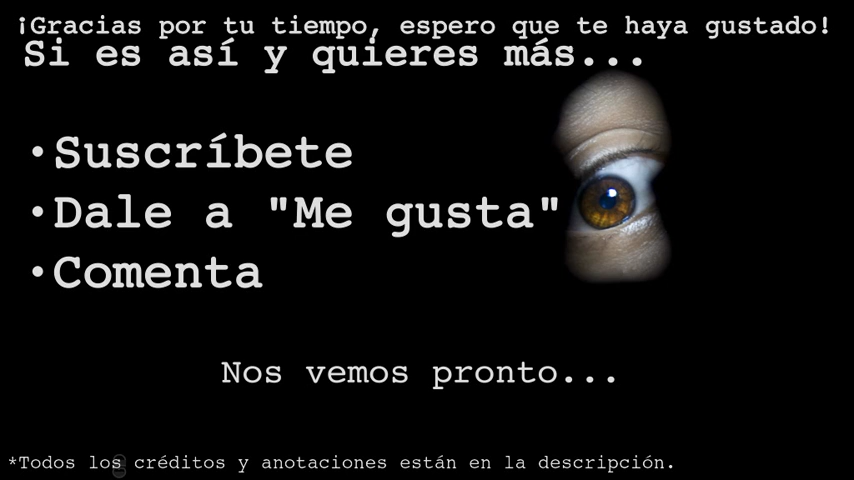 ¡Gracias por tu tiempo, espero que te haya gustado!
Si es así y quieres más...
•Suscríbete
•Dale a "Me gusta"
•Comenta
Nos vemos pronto...
*Todos los créditos y anotaciones están en la descripción.